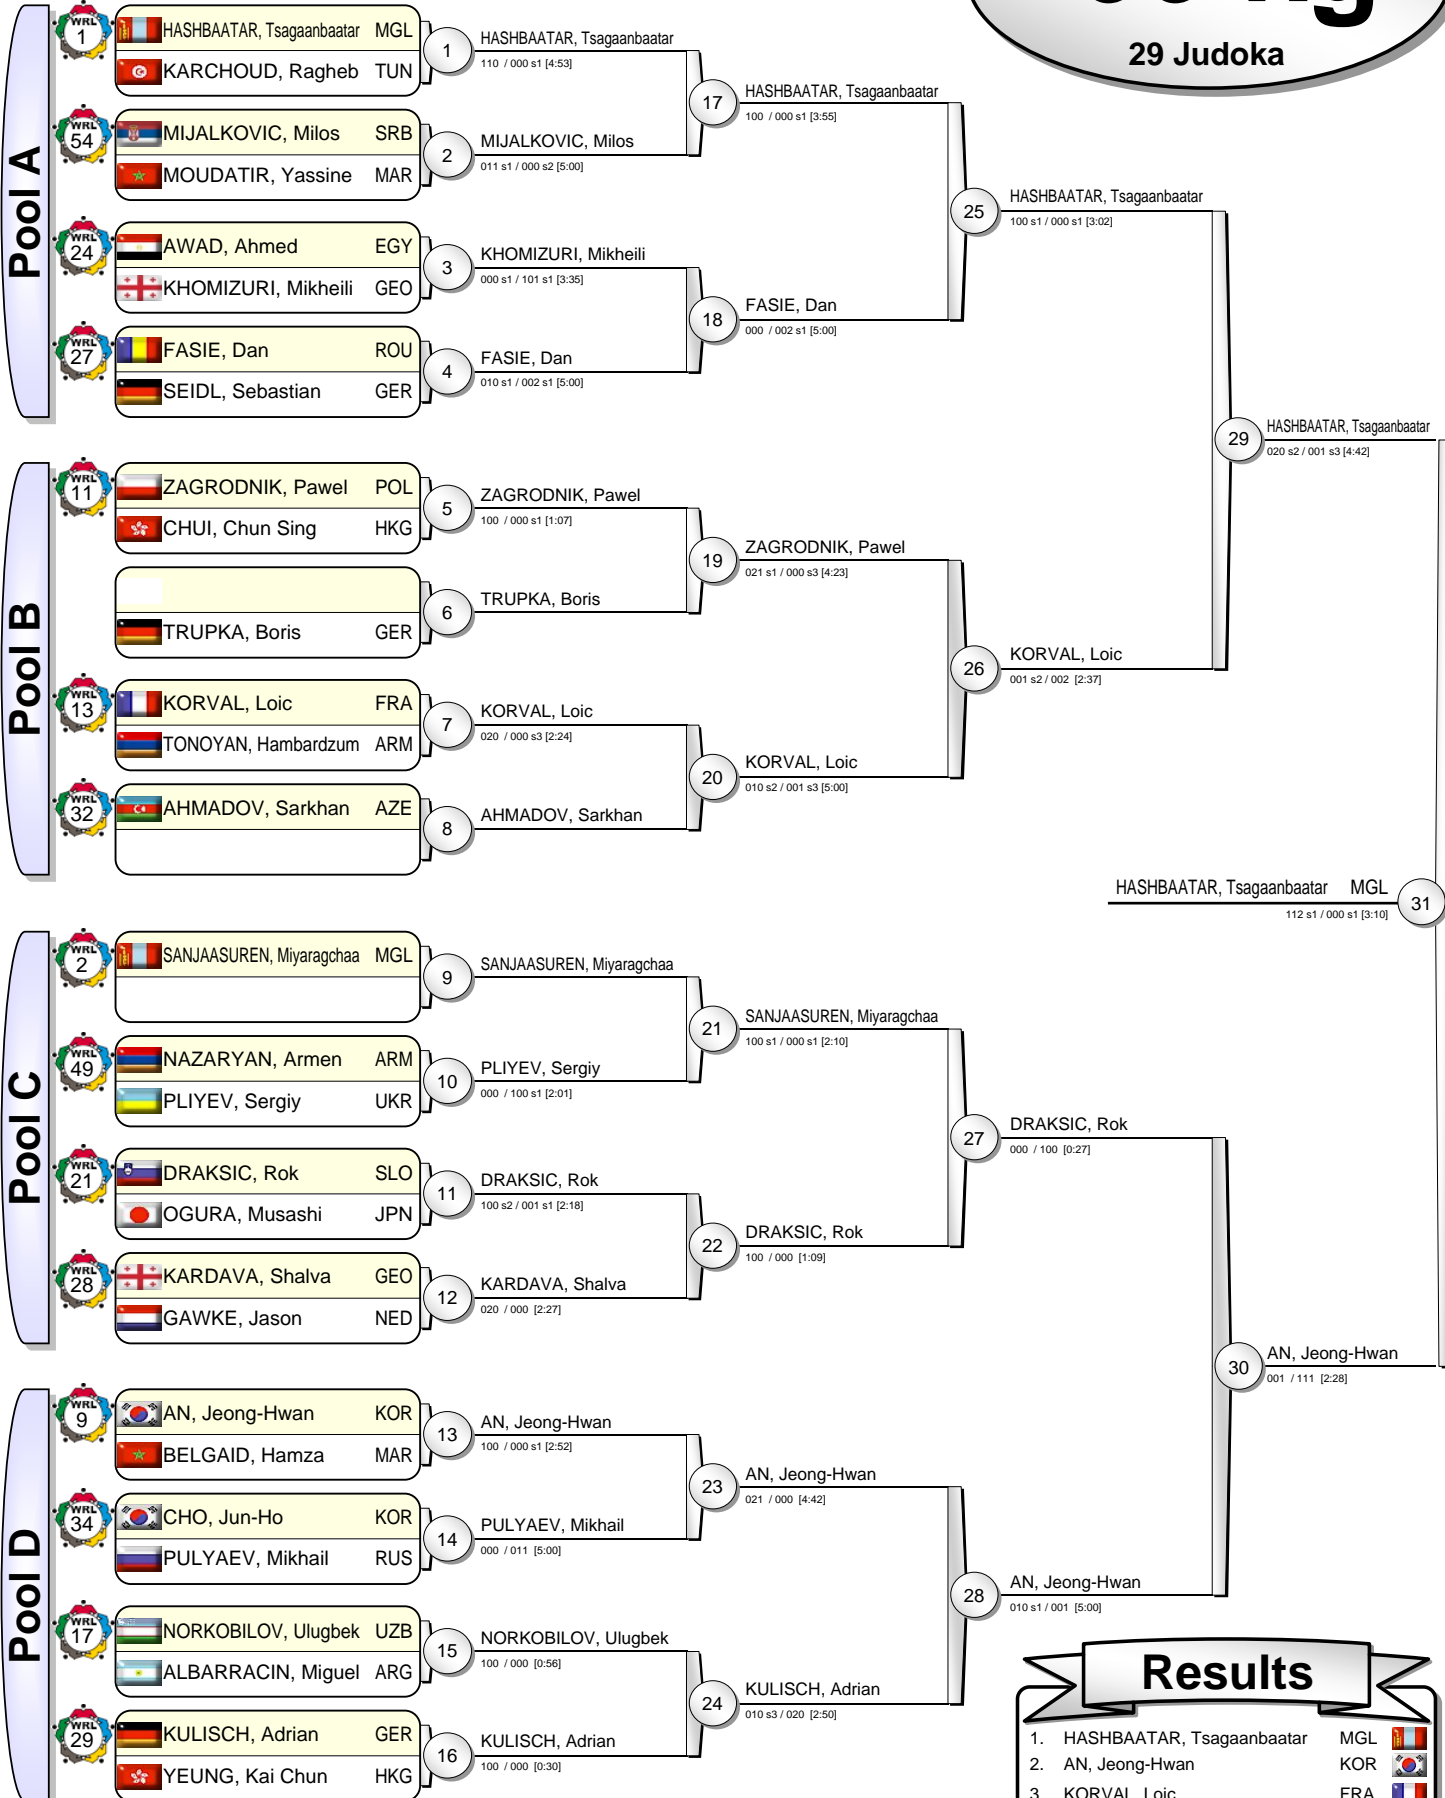 29 Judoka
Pool A
WRL 1
HASHBAATAR, Tsagaanbaatar MGL
KARCHOUD, Ragheb TUN
1
HASHBAATAR, Tsagaanbaatar
110 / 000 s1 [4:53]
WRL 54
MIJALKOVIC, Milos SRB
MOUDATIR, Yassine MAR
2
MIJALKOVIC, Milos
011 s1 / 000 s2 [5:00]
17
HASHBAATAR, Tsagaanbaatar
100 / 000 s1 [3:55]
WRL 24
AWAD, Ahmed EGY
KHOMIZURI, Mikheili GEO
3
KHOMIZURI, Mikheili
000 s1 / 101 s1 [3:35]
WRL 27
FASIE, Dan ROU
SEIDL, Sebastian GER
4
FASIE, Dan
010 s1 / 002 s1 [5:00]
18
FASIE, Dan
000 / 002 s1 [5:00]
25
HASHBAATAR, Tsagaanbaatar
100 s1 / 000 s1 [3:02]
Pool B
WRL 11
ZAGRODNIK, Pawel POL
CHUI, Chun Sing HKG
5
ZAGRODNIK, Pawel
100 / 000 s1 [1:07]
TRUPKA, Boris GER
6
TRUPKA, Boris
19
ZAGRODNIK, Pawel
021 s1 / 000 s3 [4:23]
WRL 13
KORVAL, Loic FRA
TONOYAN, Hambardzum ARM
7
KORVAL, Loic
020 / 000 s3 [2:24]
WRL 32
AHMADOV, Sarkhan AZE
8
AHMADOV, Sarkhan
20
KORVAL, Loic
010 s2 / 001 s3 [5:00]
26
KORVAL, Loic
001 s2 / 002 [2:37]
29
HASHBAATAR, Tsagaanbaatar
020 s2 / 001 s3 [4:42]
HASHBAATAR, Tsagaanbaatar MGL
112 s1 / 000 s1 [3:10]
31
Pool C
WRL 2
SANJAASUREN, Miyaragchaa MGL
9
SANJAASUREN, Miyaragchaa
WRL 49
NAZARYAN, Armen ARM
PLIYEV, Sergiy UKR
10
PLIYEV, Sergiy
000 / 100 s1 [2:01]
21
SANJAASUREN, Miyaragchaa
100 s1 / 000 s1 [2:10]
WRL 21
DRAKSIC, Rok SLO
OGURA, Musashi JPN
11
DRAKSIC, Rok
100 s2 / 001 s1 [2:18]
WRL 28
KARDAVA, Shalva GEO
GAWKE, Jason NED
12
KARDAVA, Shalva
020 / 000 [2:27]
22
DRAKSIC, Rok
100 / 000 [1:09]
27
DRAKSIC, Rok
000 / 100 [0:27]
Pool D
WRL 9
AN, Jeong-Hwan KOR
BELGAID, Hamza MAR
13
AN, Jeong-Hwan
100 / 000 s1 [2:52]
WRL 34
CHO, Jun-Ho KOR
PULYAEV, Mikhail RUS
14
PULYAEV, Mikhail
000 / 011 [5:00]
23
AN, Jeong-Hwan
021 / 000 [4:42]
WRL 17
NORKOBILOV, Ulugbek UZB
ALBARRACIN, Miguel ARG
15
NORKOBILOV, Ulugbek
100 / 000 [0:56]
WRL 29
KULISCH, Adrian GER
YEUNG, Kai Chun HKG
16
KULISCH, Adrian
100 / 000 [0:30]
24
KULISCH, Adrian
010 s3 / 020 [2:50]
28
AN, Jeong-Hwan
010 s1 / 001 [5:00]
30
AN, Jeong-Hwan
001 / 111 [2:28]
Results
1. HASHBAATAR, Tsagaanbaatar MGL
2. AN, Jeong-Hwan KOR
3. KORVAL, Loic FRA